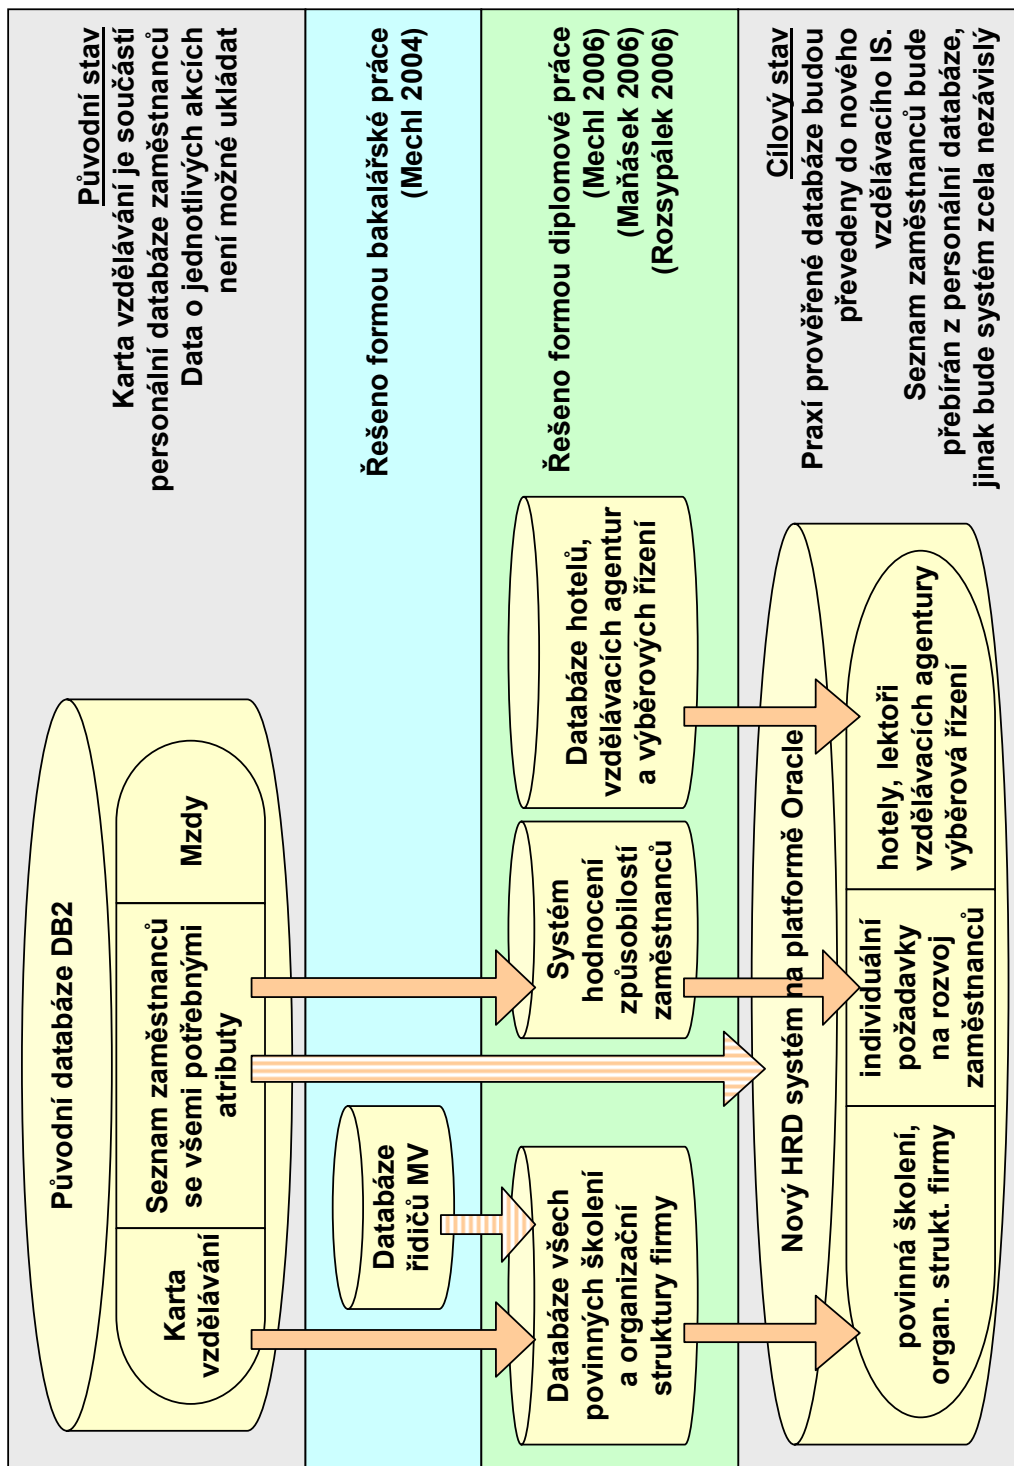 Původní stav
Karta vzdělávání je součástí
personální databáze zaměstnanců
Data o jednotlivých akcích
není možné ukládat
Původní databáze DB2
Karta
vzdělávání
Seznam zaměstnanců
se všemi potřebnými
atributy
Mzdy
Řešeno formou bakalářské práce
(Mechl 2004)
Databáze
řidičů MV
Řešeno formou diplomové práce
(Mechl 2006)
(Maňásek 2006)
(Rozsypálek 2006)
Databáze všech
povinných školení
a organizační
struktury firmy
Systém
hodnocení
způsobilostí
zaměstnanců
Databáze hotelů,
vzdělávacích agentur
a výběrových řízení
Cílový stav
Praxí prověřené databáze budou
převedeny do nového
vzdělávacího IS.
Seznam zaměstnanců bude
přebírán z personální databáze,
jinak bude systém zcela nezávislý
Nový HRD systém na platformě Oracle
povinná školení,
organ. strukt. firmy
individuální
požadavky
na rozvoj
zaměstnanců
hotely, lektoři
vzdělávacích agentury
výběrová řízení